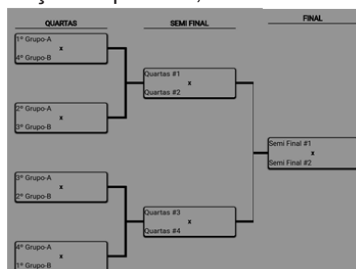 QUARTAS
SEMI FINAL
FINAL
1º Grupo-A
x
4º Grupo-B
2º Grupo-A
x
3º Grupo-B
3º Grupo-A
x
2º Grupo-B
4º Grupo-A
x
1º Grupo-B
Quartas #1
x
Quartas #2
Quartas #3
x
Quartas #4
Semi Final #1
x
Semi Final #2